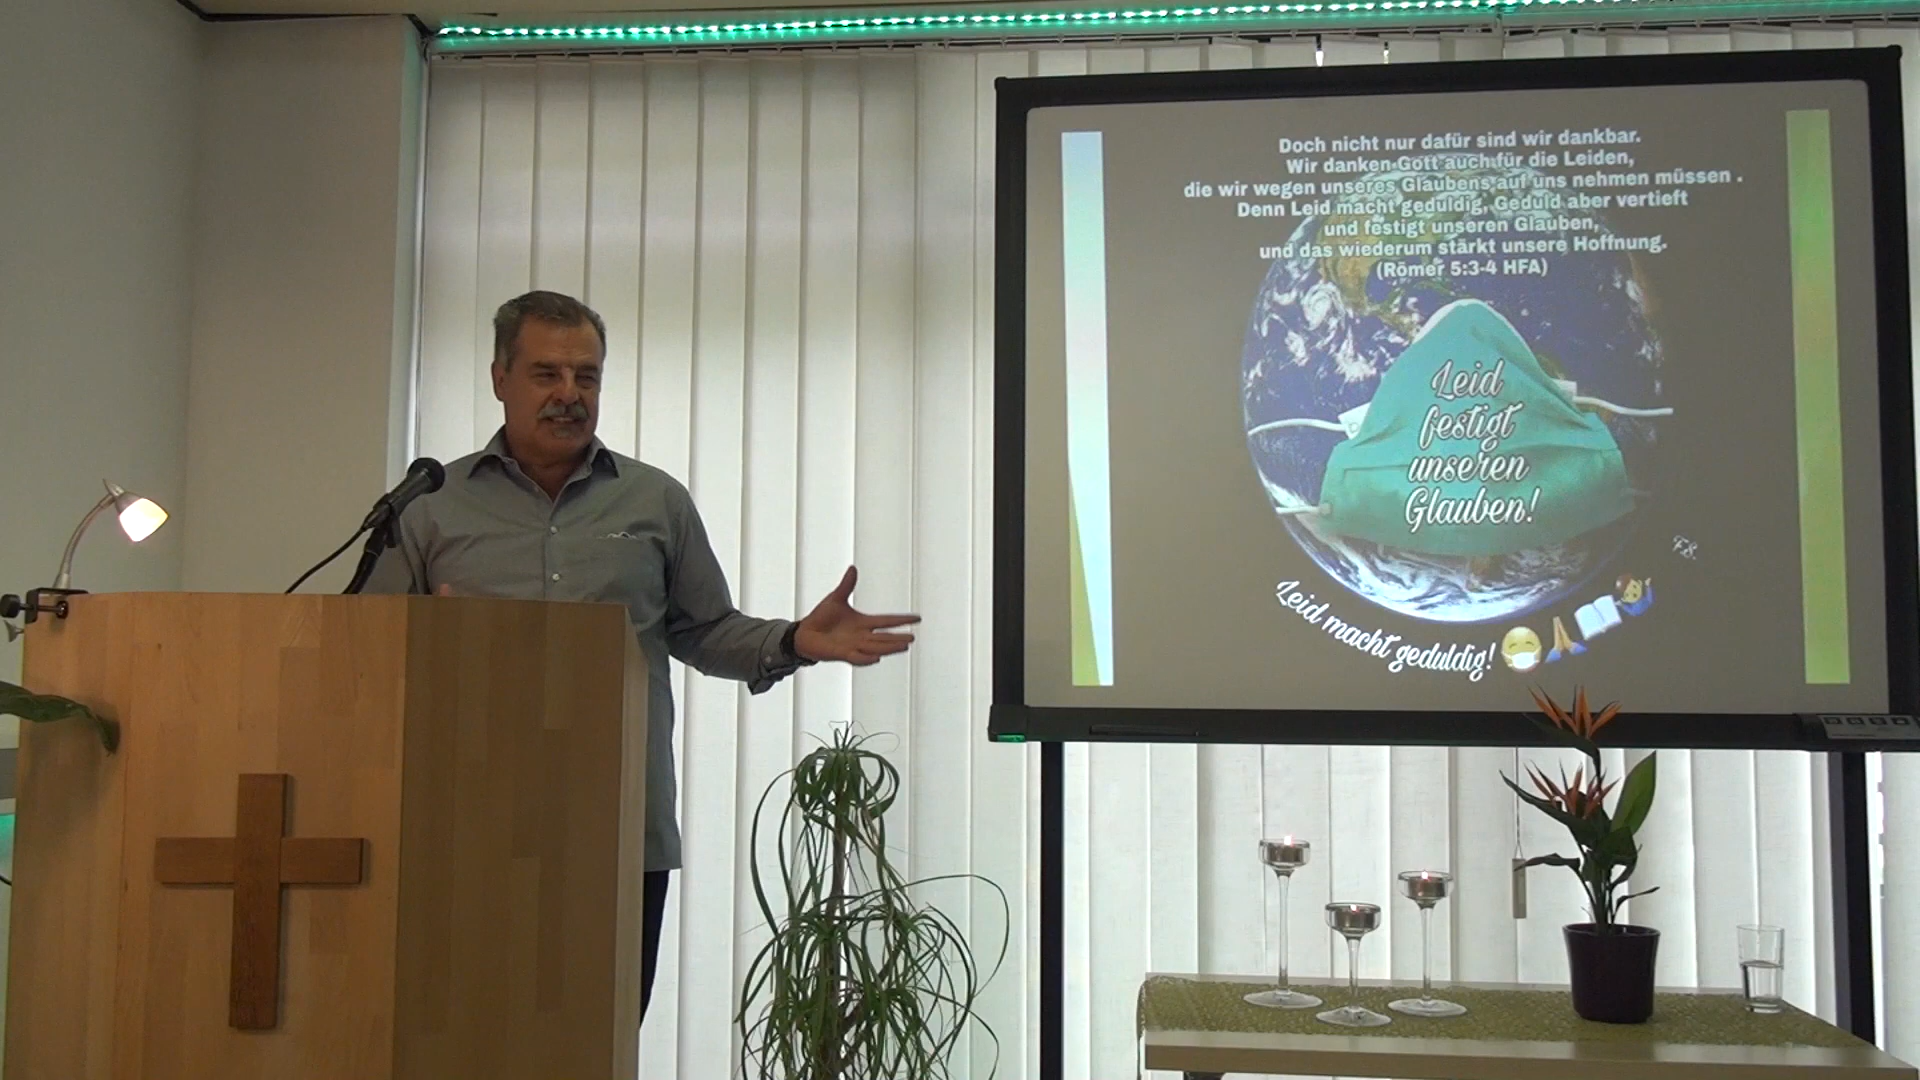 Doch nicht nur dafür sind wir dankbar.
Wir danken Gott auch für die Leiden,
die wir wegen unseres Glaubens auf uns nehmen müssen .
Denn Leid macht geduldig, Geduld aber vertieft
und festigt unseren Glauben,
und das wiederum stärkt unsere Hoffnung.
(Römer 5:3-4 HFA)
Leid
festigt
unseren
Glauben!
F.S.
Leid macht geduldig!